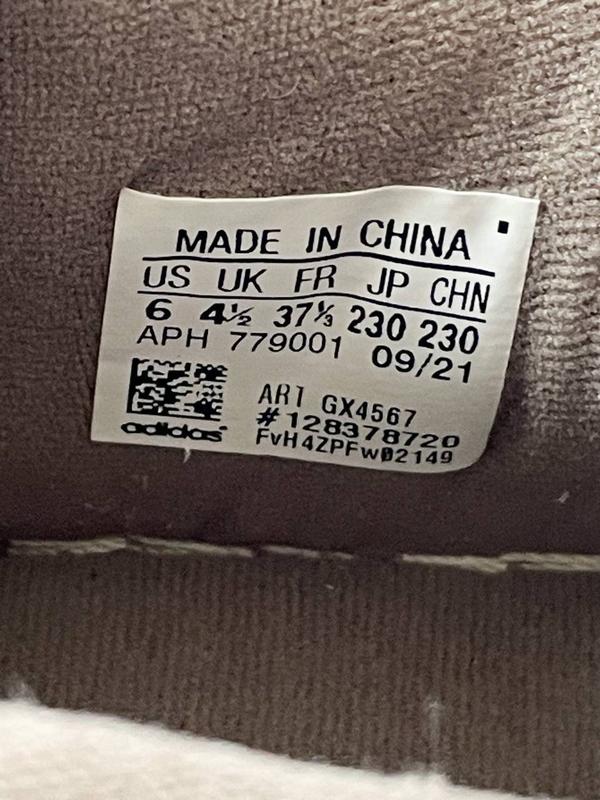 MADE IN CHINA
US UK FR JP CHN
6 4½ 37⅓ 230 230
APH 779001 09/21
ART GX4567
#128378720
adidas
FvH4ZPFw02149